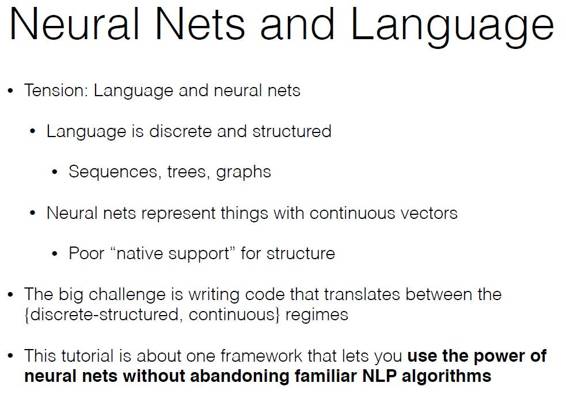 Neural Nets and Language
• Tension: Language and neural nets
• Language is discrete and structured
• Sequences, trees, graphs
• Neural nets represent things with continuous vectors
• Poor “native support” for structure
• The big challenge is writing code that translates between the
{discrete-structured, continuous} regimes
• This tutorial is about one framework that lets you use the power of
neural nets without abandoning familiar NLP algorithms